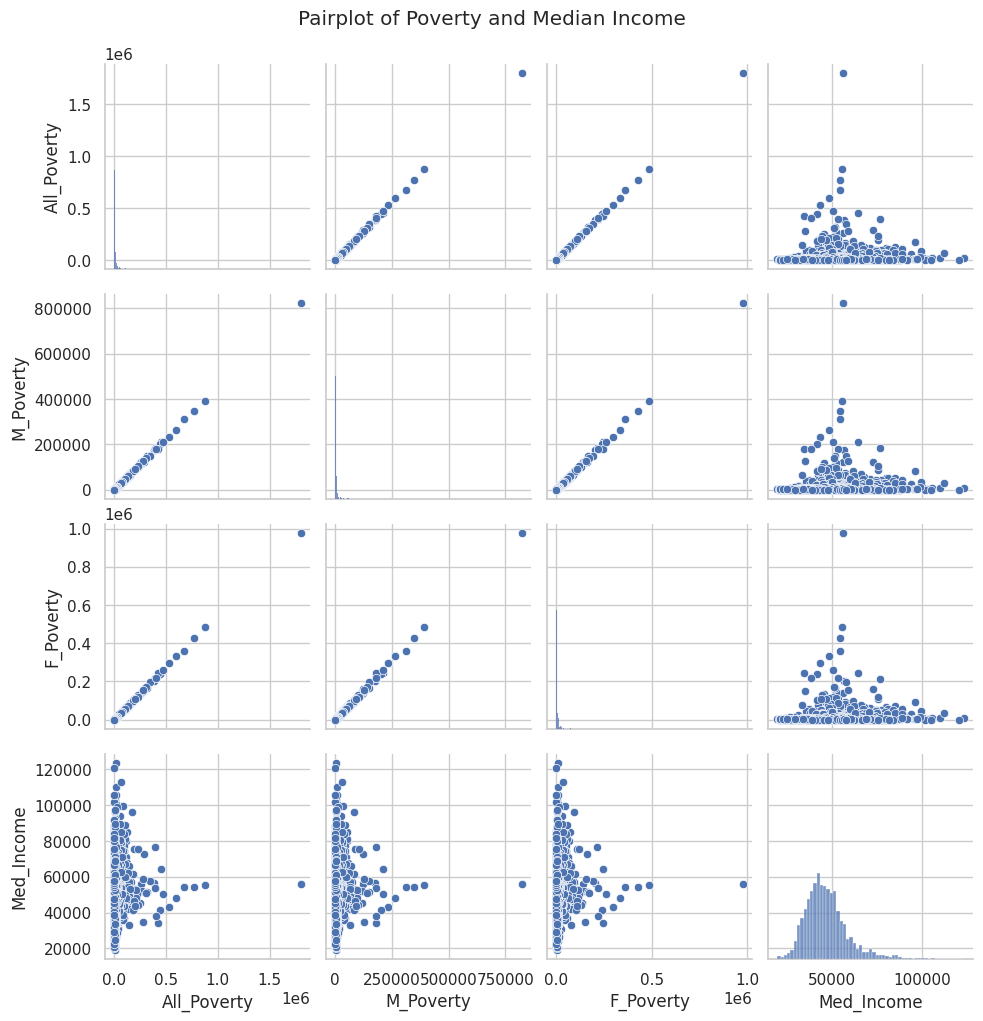 Pairplot of Poverty and Median Income
1e6
1.5
1.0
0.5
0.0
All_Poverty
800000
600000
400000
200000
0
M_Poverty
1e6
1.0
0.8
0.6
0.4
0.2
0.0
F_Poverty
120000
100000
80000
60000
40000
20000
Med_Income
0.0 0.5 1.0 1.5
1e6
All_Poverty
0 250000 500000 750000
M_Poverty
0.0 0.5 1.0
1e6
F_Poverty
50000 100000
Med_Income